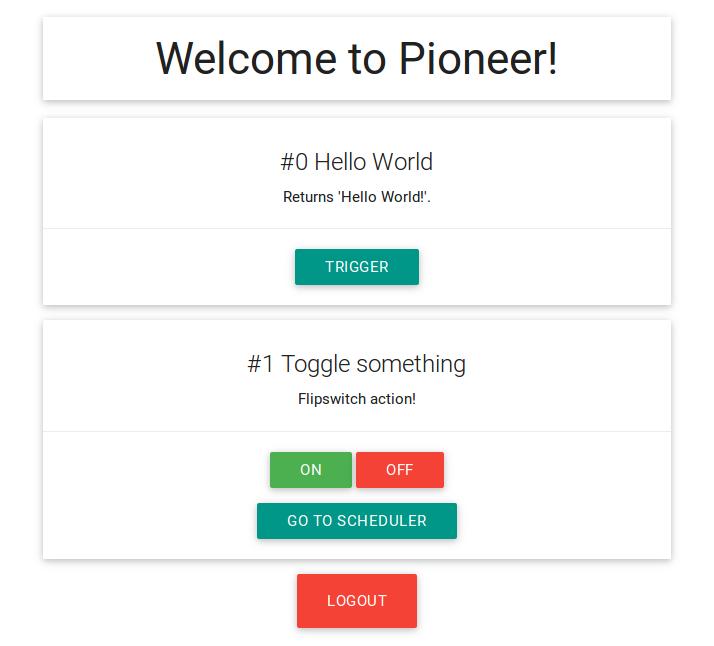 Welcome to Pioneer!
#0 Hello World
Returns 'Hello World!'.
TRIGGER
#1 Toggle something
Flipswitch action!
ON OFF
GO TO SCHEDULER
LOGOUT